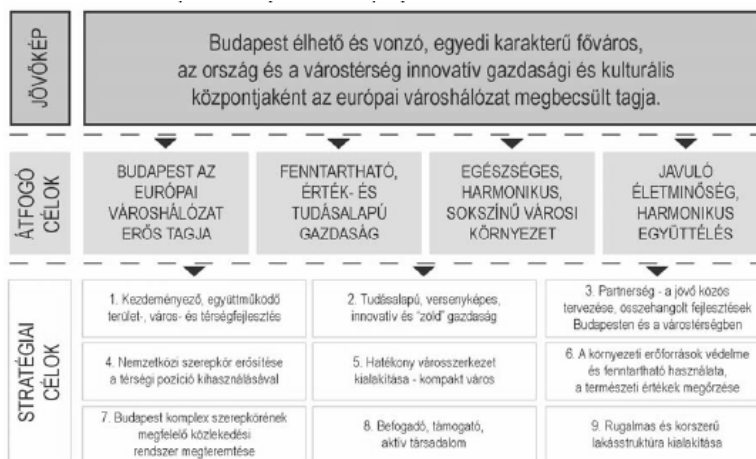 JÖVŐKÉP
Budapest élhető és vonzó, egyedi karakterű főváros,
az ország és a várostérség innovatív gazdasági és kulturális
központjaként az európai városhálózat megbecsült tagja.
ÁTFOGÓ
CÉLOK
BUDAPEST AZ
EURÓPAI
VÁROSHÁLÓZAT
ERŐS TAGJA
FENNTARTHATÓ,
ÉRTÉK- ÉS
TUDÁSALAPÚ
GAZDASÁG
EGÉSZSÉGES,
HARMONIKUS,
SOKSZÍNŰ VÁROSI
KÖRNYEZET
JAVULÓ
ÉLETMINŐSÉG,
HARMONIKUS
EGYÜTTÉLÉS
STRATÉGIAI
CÉLOK
1. Kezdeményező, együttműködő
terület-, város- és térségfejlesztés
2. Tudásalapú, versenyképes,
innovatív és "zöld" gazdaság
3. Partnerség - a jövő közös
tervezése, összehangolt fejlesztések
Budapesten és a várostérségben
4. Nemzetközi szerepkör erősítése
a térségi pozíció kihasználásával
5. Hatékony városszerkezet
kialakítása - kompakt város
6. A környezeti erőforrások védelme
és fenntartható használata,
a természeti értékek megőrzése
7. Budapest komplex szerepkörének
megfelelő közlekedési
rendszer megteremtése
8. Befogadó, támogató,
aktív társadalom
9. Rugalmas és korszerű
lakásstruktúra kialakítása